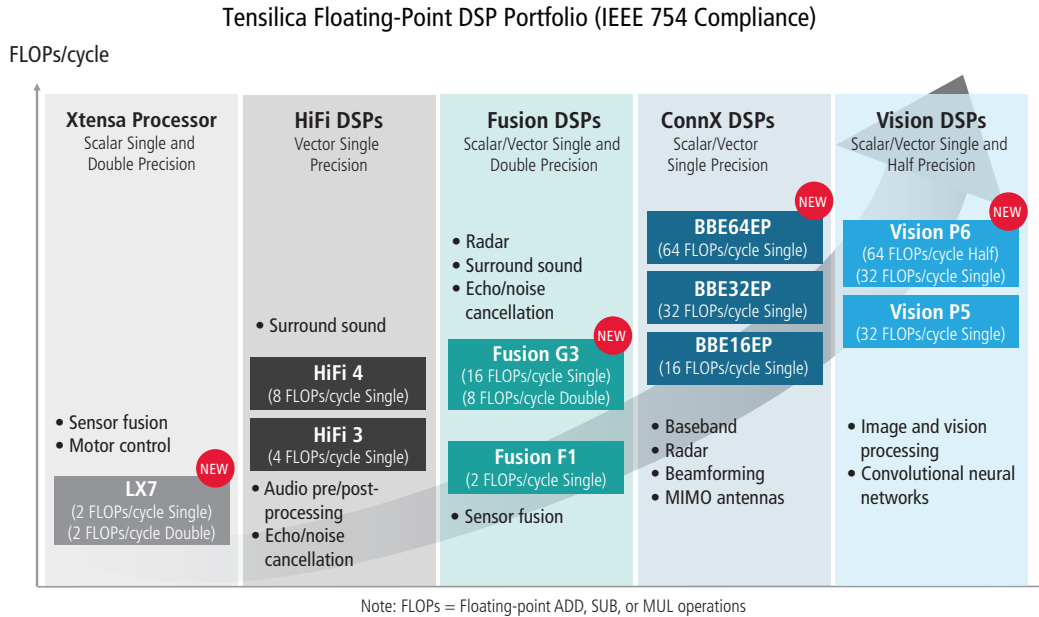 Tensilica Floating-Point DSP Portfolio (IEEE 754 Compliance)
FLOPs/cycle
Xtensa Processor
Scalar Single and
Double Precision
• Sensor fusion
• Motor control
NEW
LX7
(2 FLOPs/cycle Single)
(2 FLOPs/cycle Double)
HiFi DSPs
Vector Single
Precision
• Surround sound
HiFi 4
(8 FLOPs/cycle Single)
HiFi 3
(4 FLOPs/cycle Single)
• Audio pre/post-
processing
• Echo/noise
cancellation
Fusion DSPs
Scalar/Vector Single and
Double Precision
• Radar
• Surround sound
• Echo/noise
cancellation
NEW
Fusion G3
(16 FLOPs/cycle Single)
(8 FLOPs/cycle Double)
Fusion F1
(2 FLOPs/cycle Single)
• Sensor fusion
ConnX DSPs
Scalar/Vector
Single Precision
NEW
BBE64EP
(64 FLOPs/cycle Single)
BBE32EP
(32 FLOPs/cycle Single)
BBE16EP
(16 FLOPs/cycle Single)
• Baseband
• Radar
• Beamforming
• MIMO antennas
Vision DSPs
Scalar/Vector Single and
Half Precision
NEW
Vision P6
(64 FLOPs/cycle Half)
(32 FLOPs/cycle Single)
Vision P5
(32 FLOPs/cycle Single)
• Image and vision
processing
• Convolutional neural
networks
Note: FLOPs = Floating-point ADD, SUB, or MUL operations